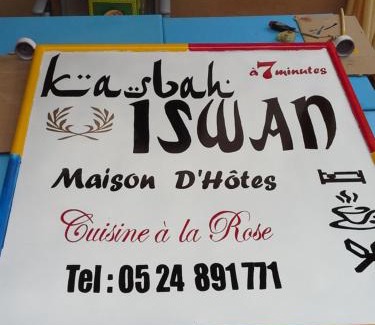 Kasbah
à 7 minutes
ISWAN
Maison D'Hôtes
Cuisine à la Rose
Tel : 05 24 891 771